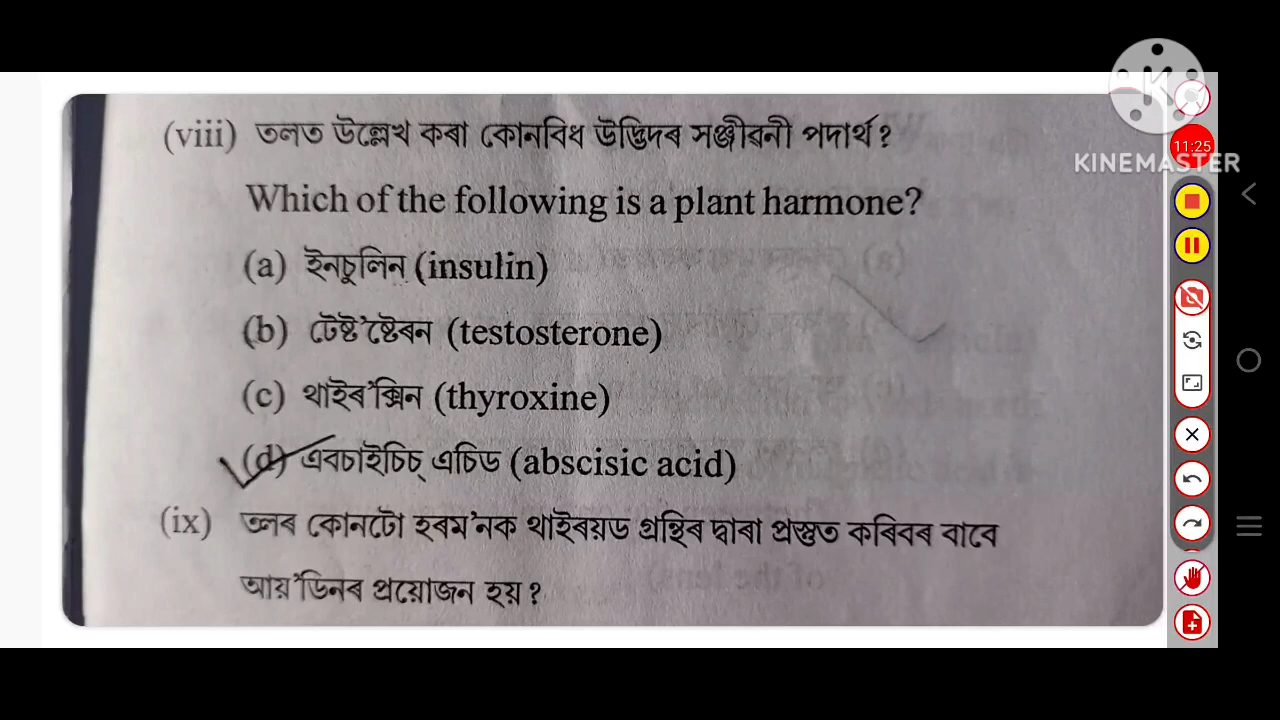 KINEMASTER
11:25
(viii) তলত উল্লেখ কৰা কোনবিধ উদ্ভিদৰ সঞ্জীৱনী পদাৰ্থ?
Which of the following is a plant harmone?
(a) ইনচুলিন (insulin)
(b) টেষ্ট'ষ্টেৰন (testosterone)
(c) থাইৰ'ক্সিন (thyroxine)
(d) এবচাইচিচ্ এচিড (abscisic acid)
(ix) তলৰ কোনটো হৰম'নক থাইৰয়ড গ্ৰন্থিৰ দ্বাৰা প্ৰস্তুত কৰিবৰ বাবে
আয়'ডিনৰ প্ৰয়োজন হয়?